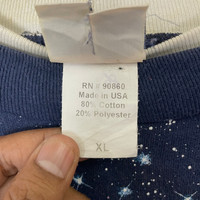 RN # 90860
Made in USA
80% Cotton
20% Polyester
XL